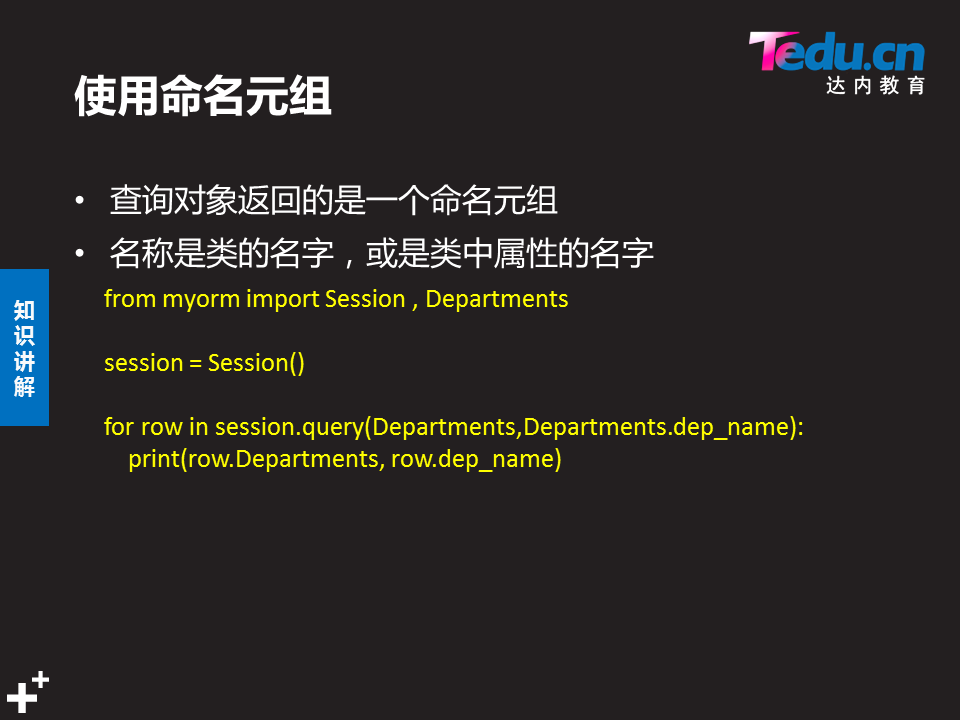 Tedu.cn
达内教育
使用命名元组
• 查询对象返回的是一个命名元组
• 名称是类的名字，或是类中属性的名字
from myorm import Session , Departments
session = Session()
for row in session.query(Departments,Departments.dep_name):
    print(row.Departments, row.dep_name)
知
识
讲
解